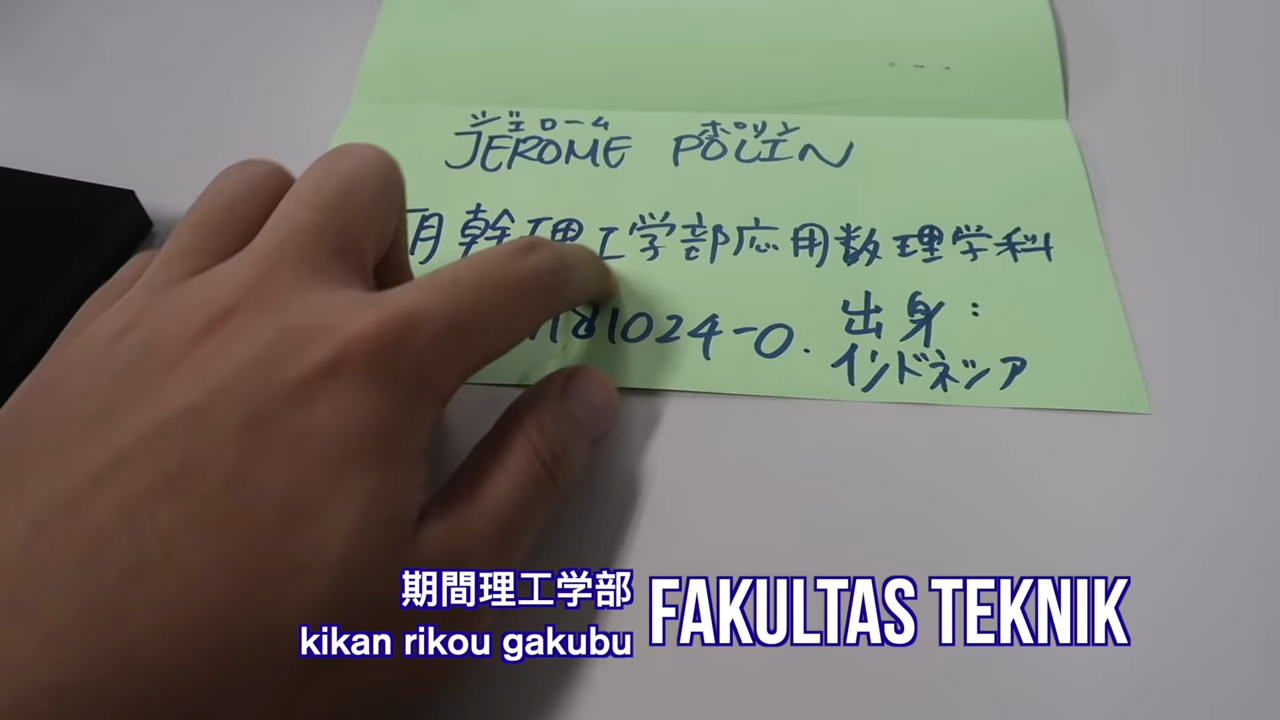 ジェローム ポリン
JEROME POLIN
期幹理工学部応用数理学科
181024-0.
出身:
インドネシア
期間理工学部
kikan rikou gakubu
FAKULTAS TEKNIK